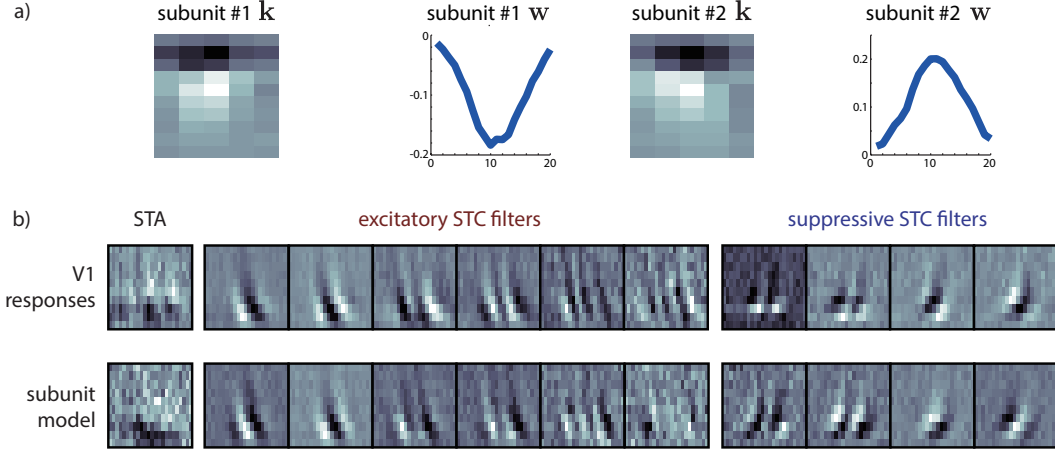 a)
subunit #1 k
subunit #1 w
subunit #2 k
subunit #2 w
0
-0.1
-0.2
0
10
20
0.2
0.1
0
0
10
20
b)
STA
excitatory STC filters
suppressive STC filters
V1
responses
subunit
model